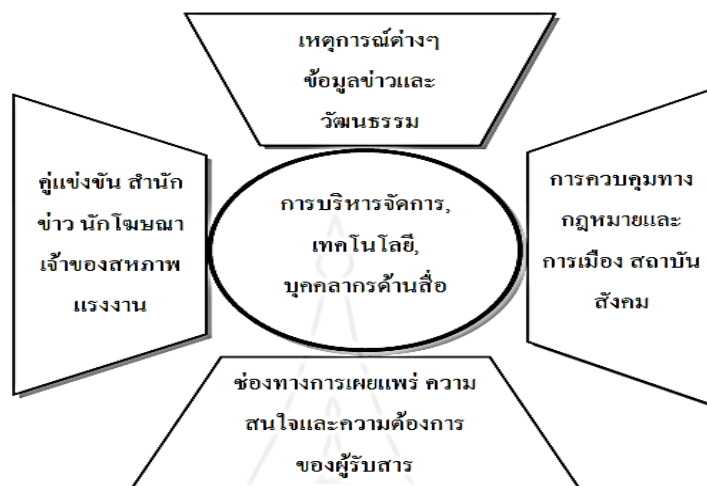 เหตุการณ์ต่างๆ
ข้อมูลข่าวและ
วัฒนธรรม
คู่แข่งขัน สำนัก
ข่าว นักโฆษณา
เจ้าของสหภาพ
แรงงาน
การบริหารจัดการ,
เทคโนโลยี,
บุคคลากรด้านสื่อ
การควบคุมทาง
กฎหมายและ
การเมือง สถาบัน
สังคม
ช่องทางการเผยแพร่ ความ
สนใจและความต้องการ
ของผู้รับสาร